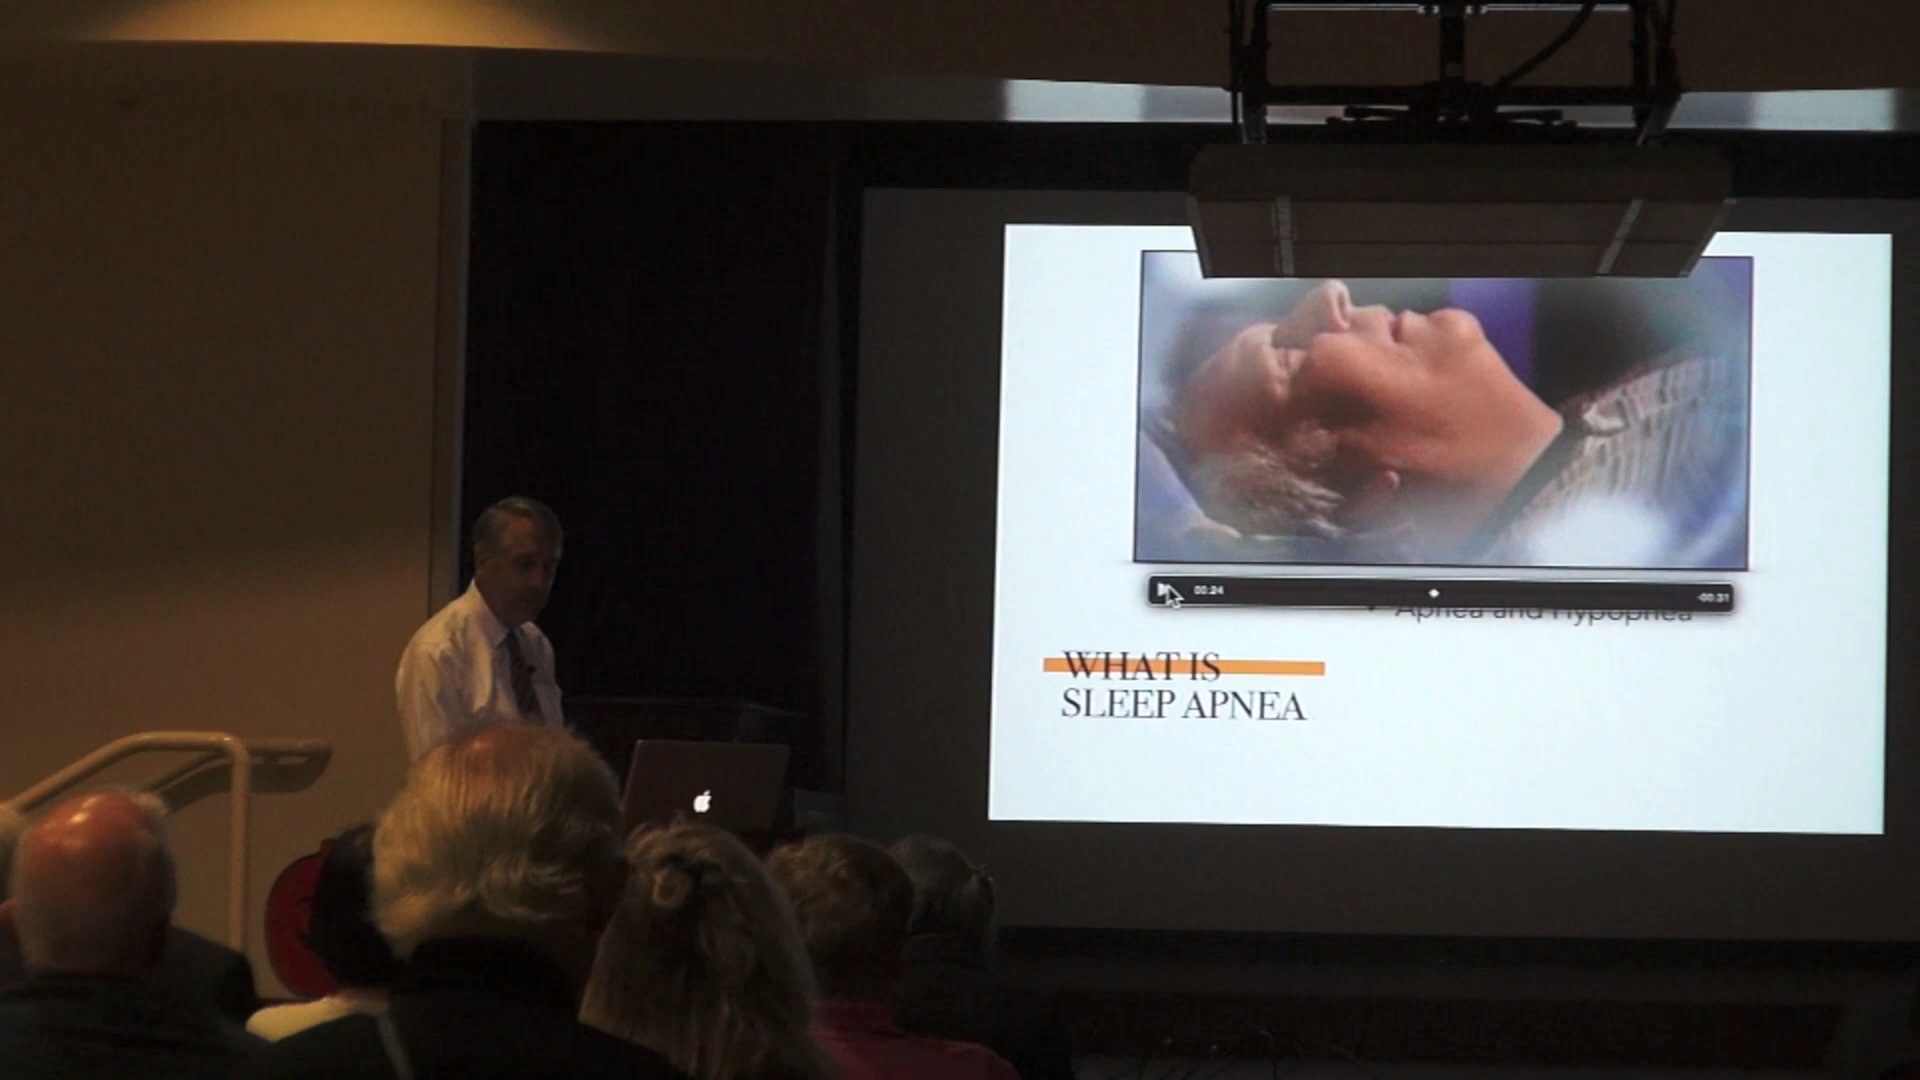 00:24
-00:31
Apnea and Hypopnea
WHAT IS
SLEEP APNEA